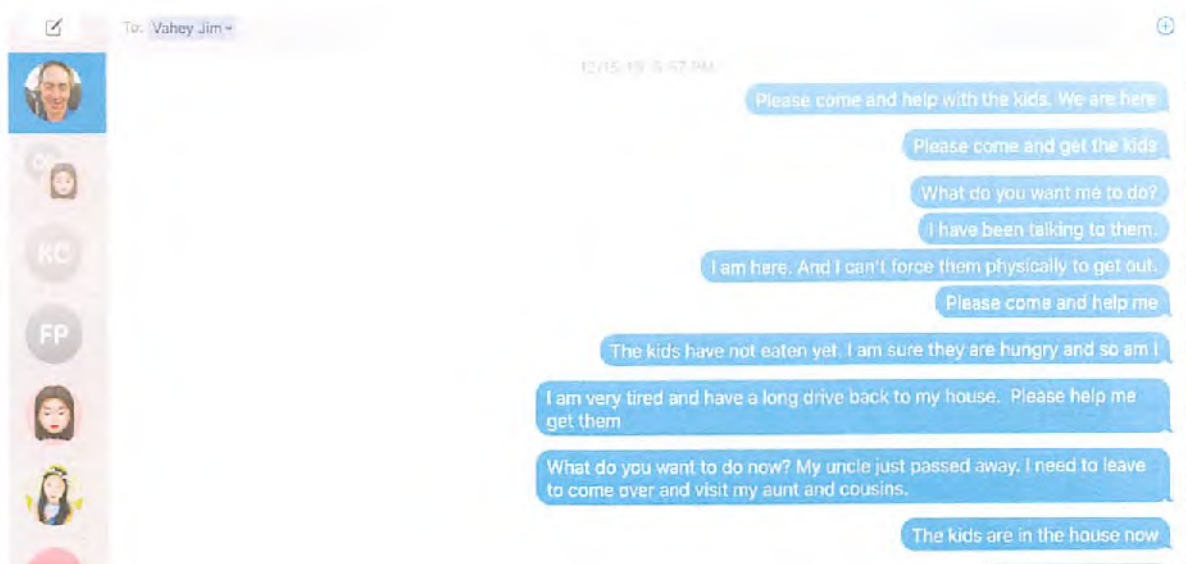 To: Vahey Jim
Please come and help with the kids. We are here
Please come and get the kids
What do you want me to do?
I have been talking to them.
I am here. And I can't force them physically to get out.
Please come and help me
KC
FP
The kids have not eaten yet. I am sure they are hungry and so am I
I am very tired and have a long drive back to my house. Please help me
get them
What do you want to do now? My uncle just passed away. I need to leave
to come over and visit my aunt and cousins.
The kids are in the house now